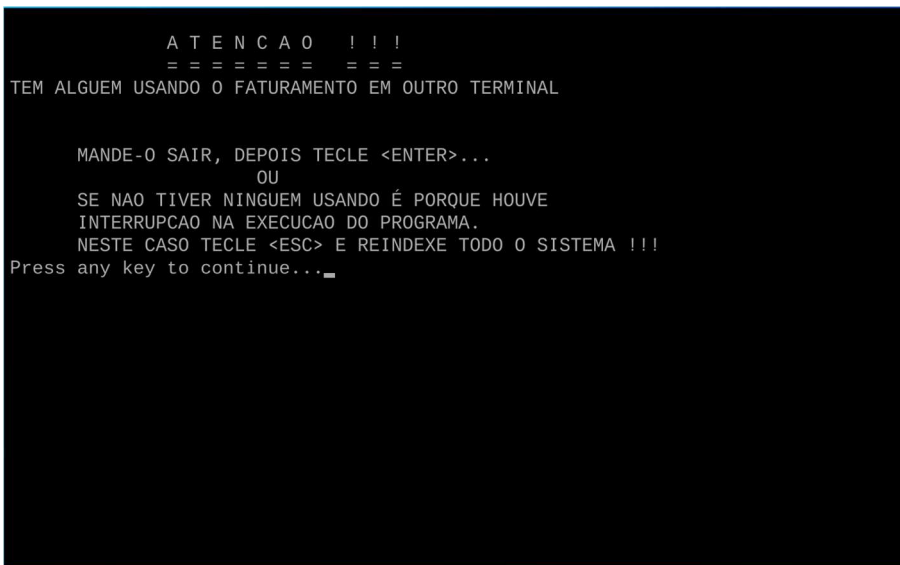 A T E N C A O ! ! !
= = = = = = = = = =
TEM ALGUEM USANDO O FATURAMENTO EM OUTRO TERMINAL
MANDE-O SAIR, DEPOIS TECLE <ENTER>...
OU
SE NAO TIVER NINGUEM USANDO É PORQUE HOUVE
INTERRUPCAO NA EXECUCAO DO PROGRAMA.
NESTE CASO TECLE <ESC> E REINDEXE TODO O SISTEMA !!!
Press any key to continue...